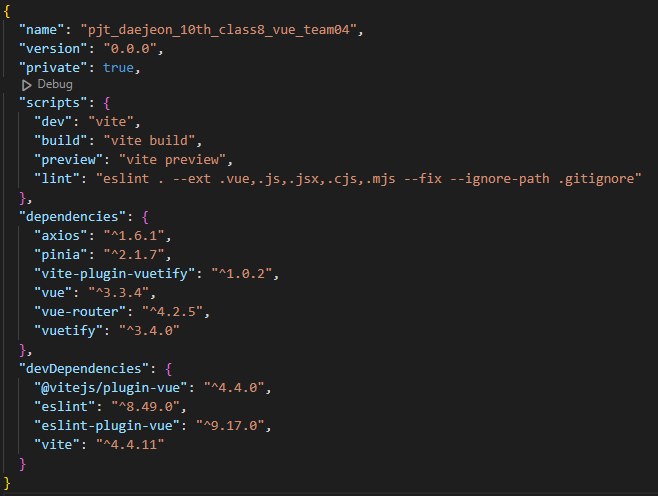 {
  "name": "pjt_daejeon_10th_class8_vue_team04",
  "version": "0.0.0",
  "private": true,
  Debug
  "scripts": {
    "dev": "vite",
    "build": "vite build",
    "preview": "vite preview",
    "lint": "eslint . --ext .vue,.js,.jsx,.cjs,.mjs --fix --ignore-path .gitignore"
  },
  "dependencies": {
    "axios": "^1.6.1",
    "pinia": "^2.1.7",
    "vite-plugin-vuetify": "^1.0.2",
    "vue": "^3.3.4",
    "vue-router": "^4.2.5",
    "vuetify": "^3.4.0"
  },
  "devDependencies": {
    "@vitejs/plugin-vue": "^4.4.0",
    "eslint": "^8.49.0",
    "eslint-plugin-vue": "^9.17.0",
    "vite": "^4.4.11"
  }
}